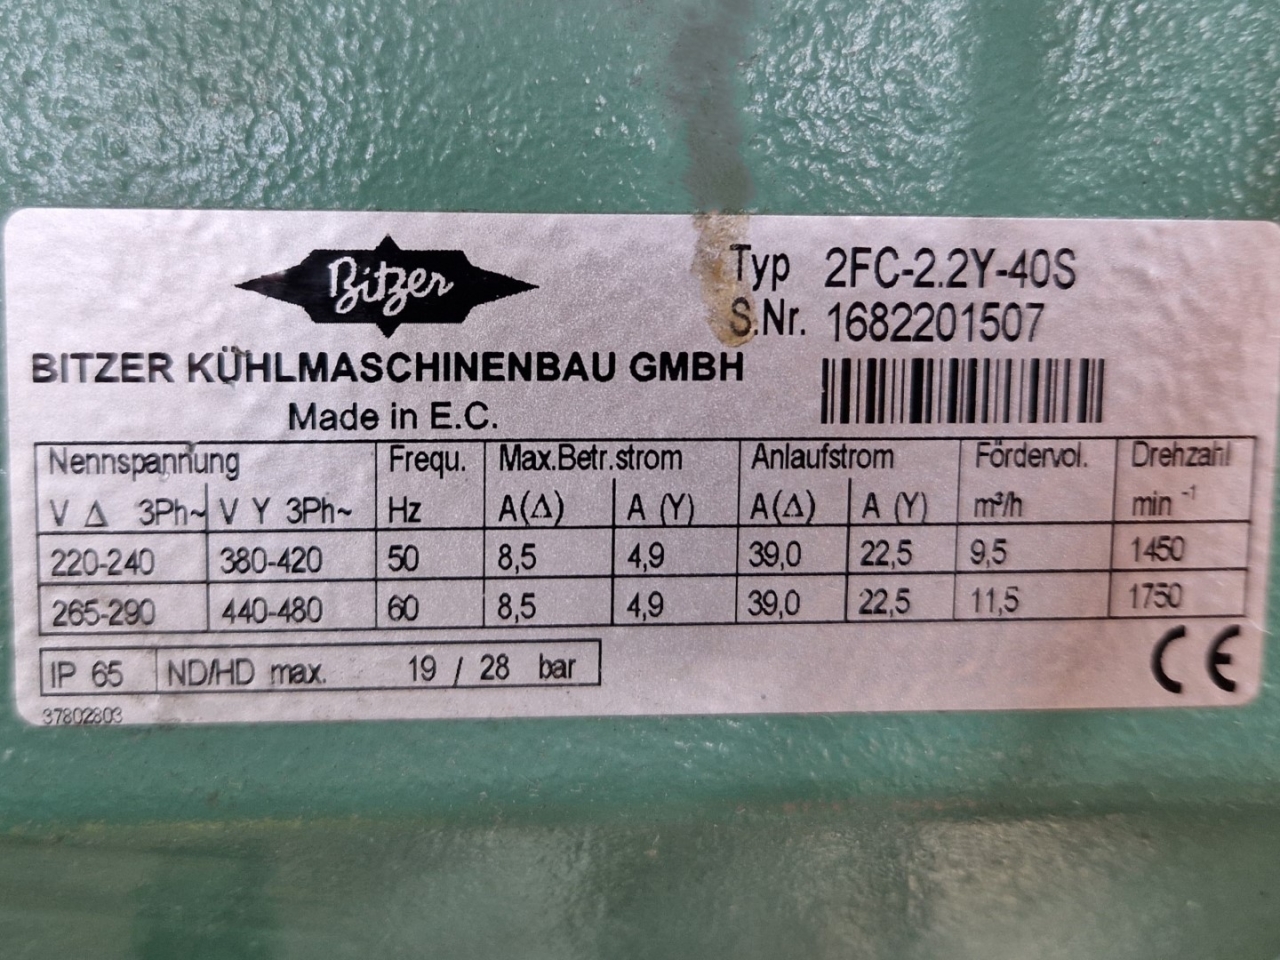 Bitzer
Typ 2FC-2.2Y-40S
S.Nr. 1682201507
BITZER KÜHLMASCHINENBAU GMBH
Made in E.C.
Nennspannung Frequ. Max.Betr.strom Anlaufstrom Fördervol. Drehzahl
V Δ 3Ph~ V Y 3Ph~ Hz A(Δ) A (Y) A(Δ) A (Y) m³/h min -1
220-240 380-420 50 8,5 4,9 39,0 22,5 9,5 1450
265-290 440-480 60 8,5 4,9 39,0 22,5 11,5 1750
IP 65 ND/HD max. 19 / 28 bar CE
37802803